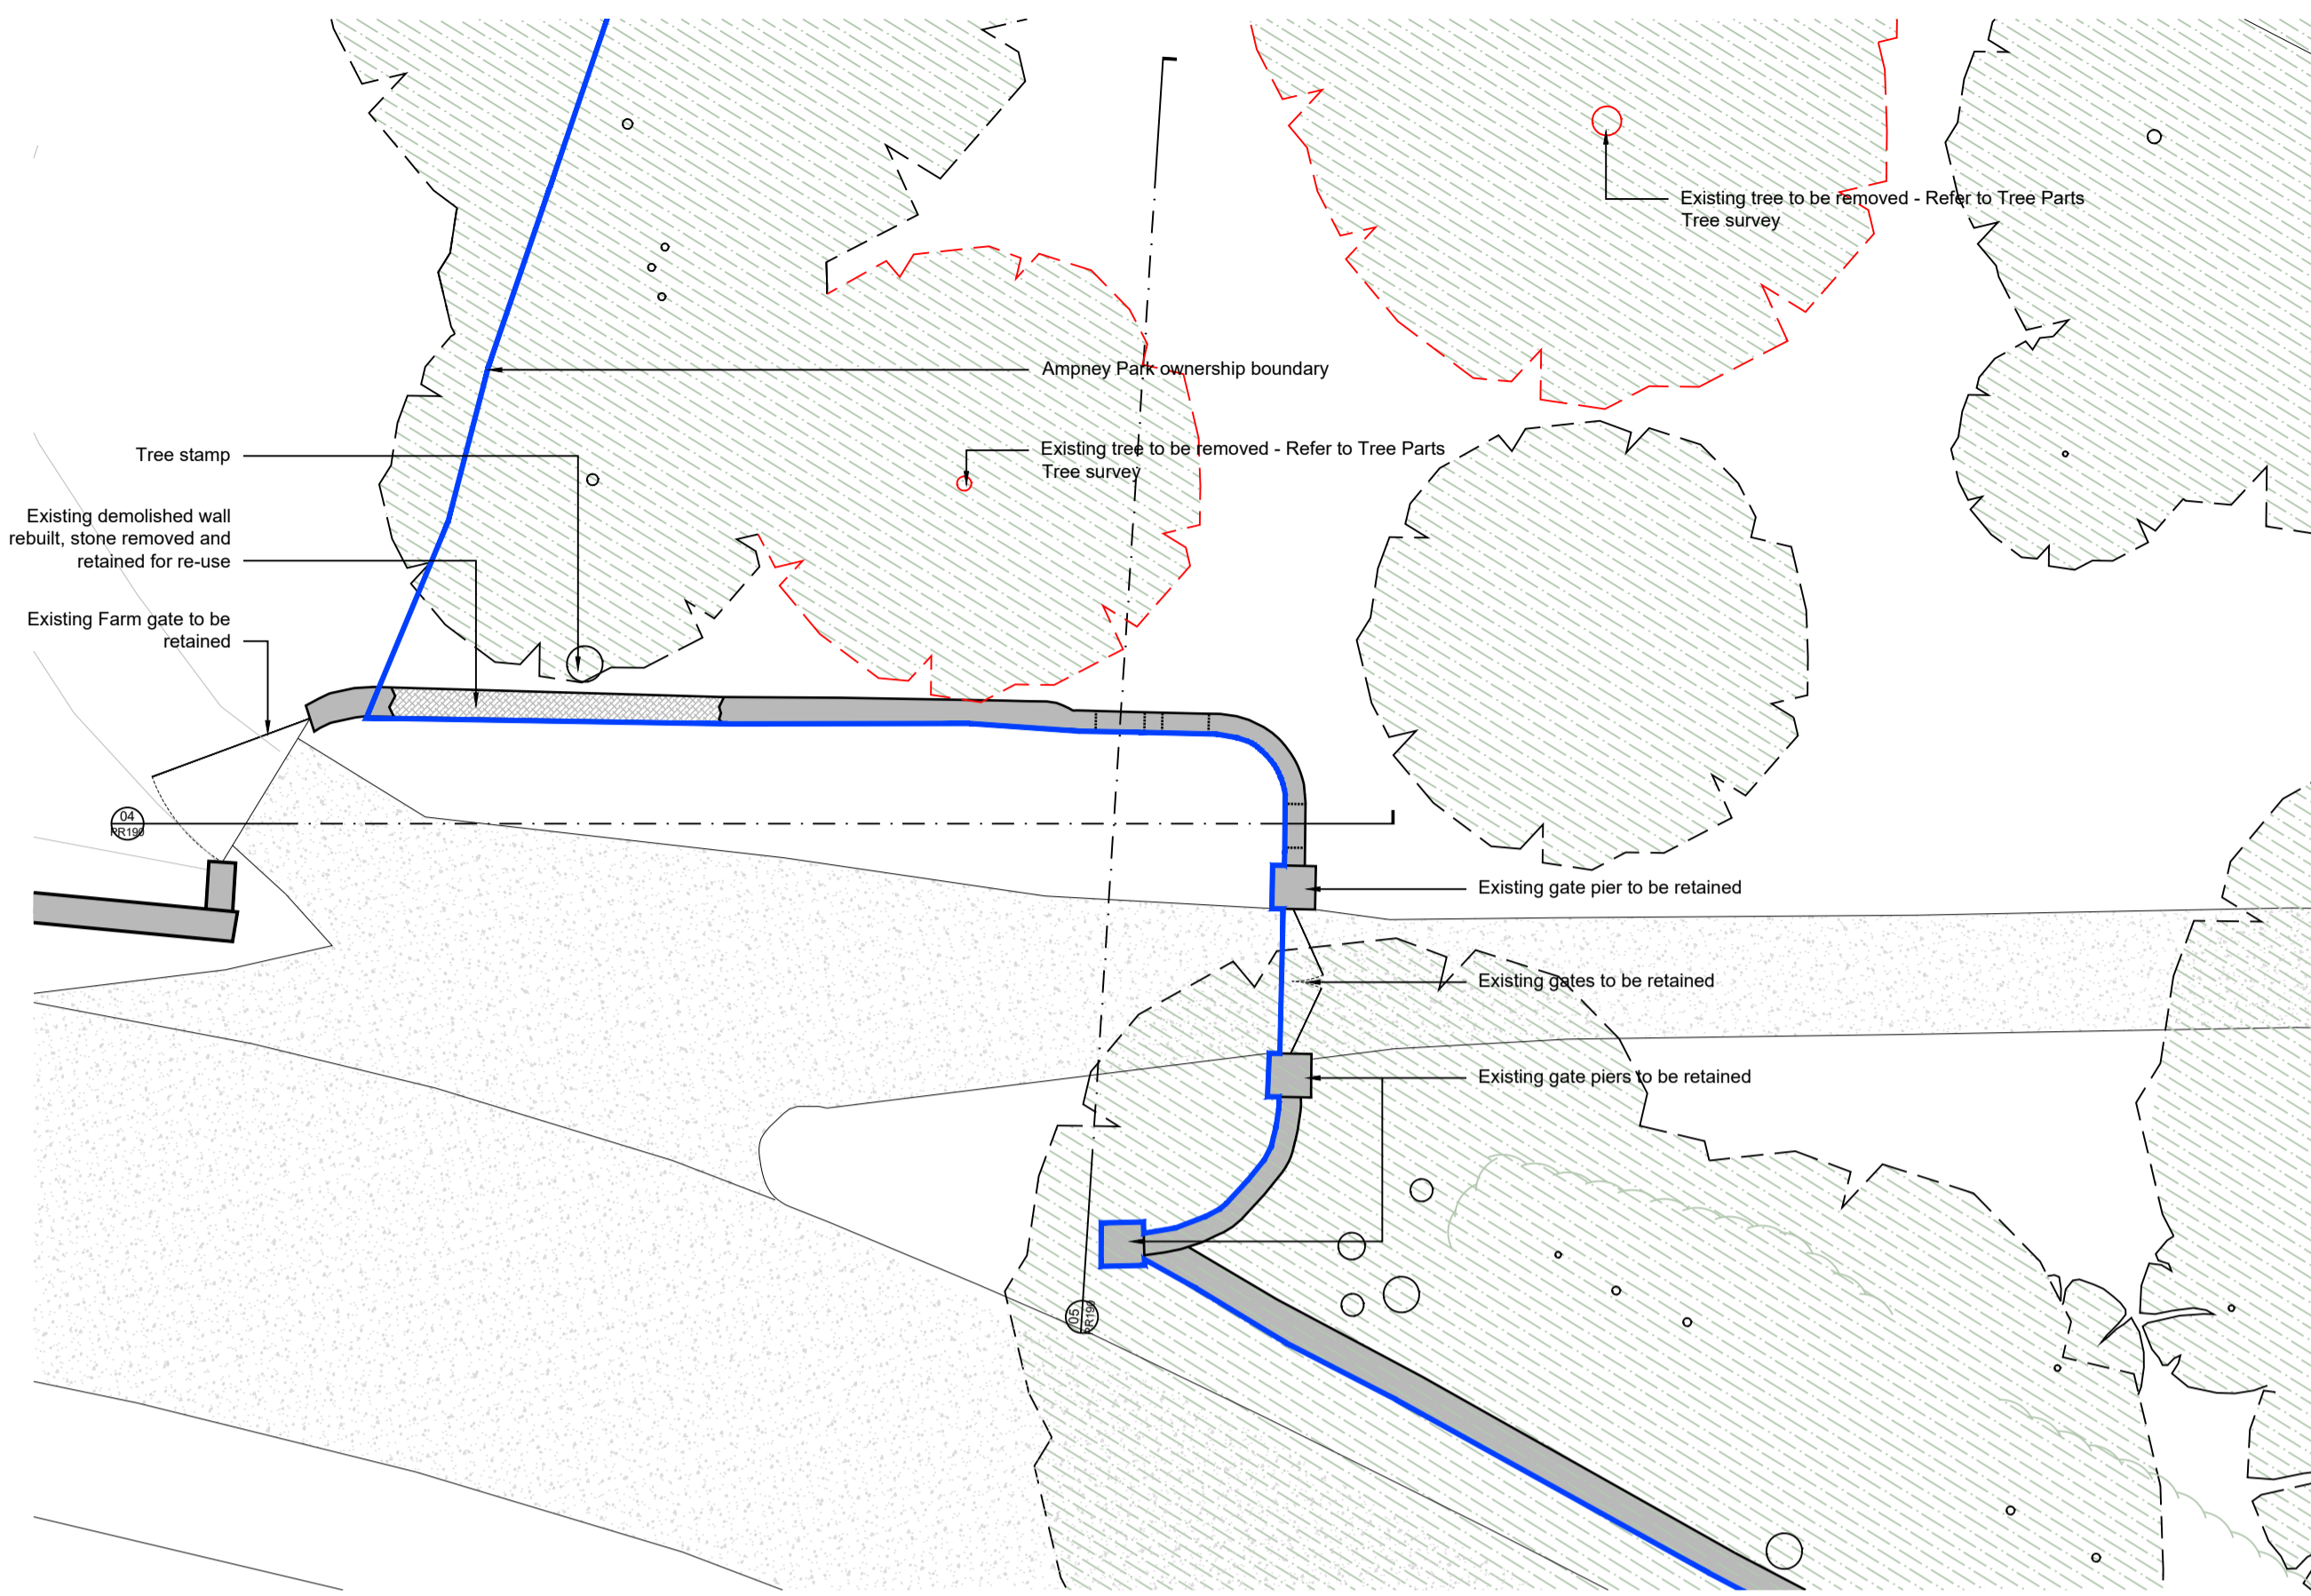 Existing tree to be removed - Refer to Tree Parts
Tree survey
Ampney Park ownership boundary
Existing tree to be removed - Refer to Tree Parts
Tree survey
Tree stamp
Existing demolished wall
rebuilt, stone removed and
retained for re-use
Existing Farm gate to be
retained
04
PR190
Existing gate pier to be retained
Existing gates to be retained
Existing gate piers to be retained
05
PR190